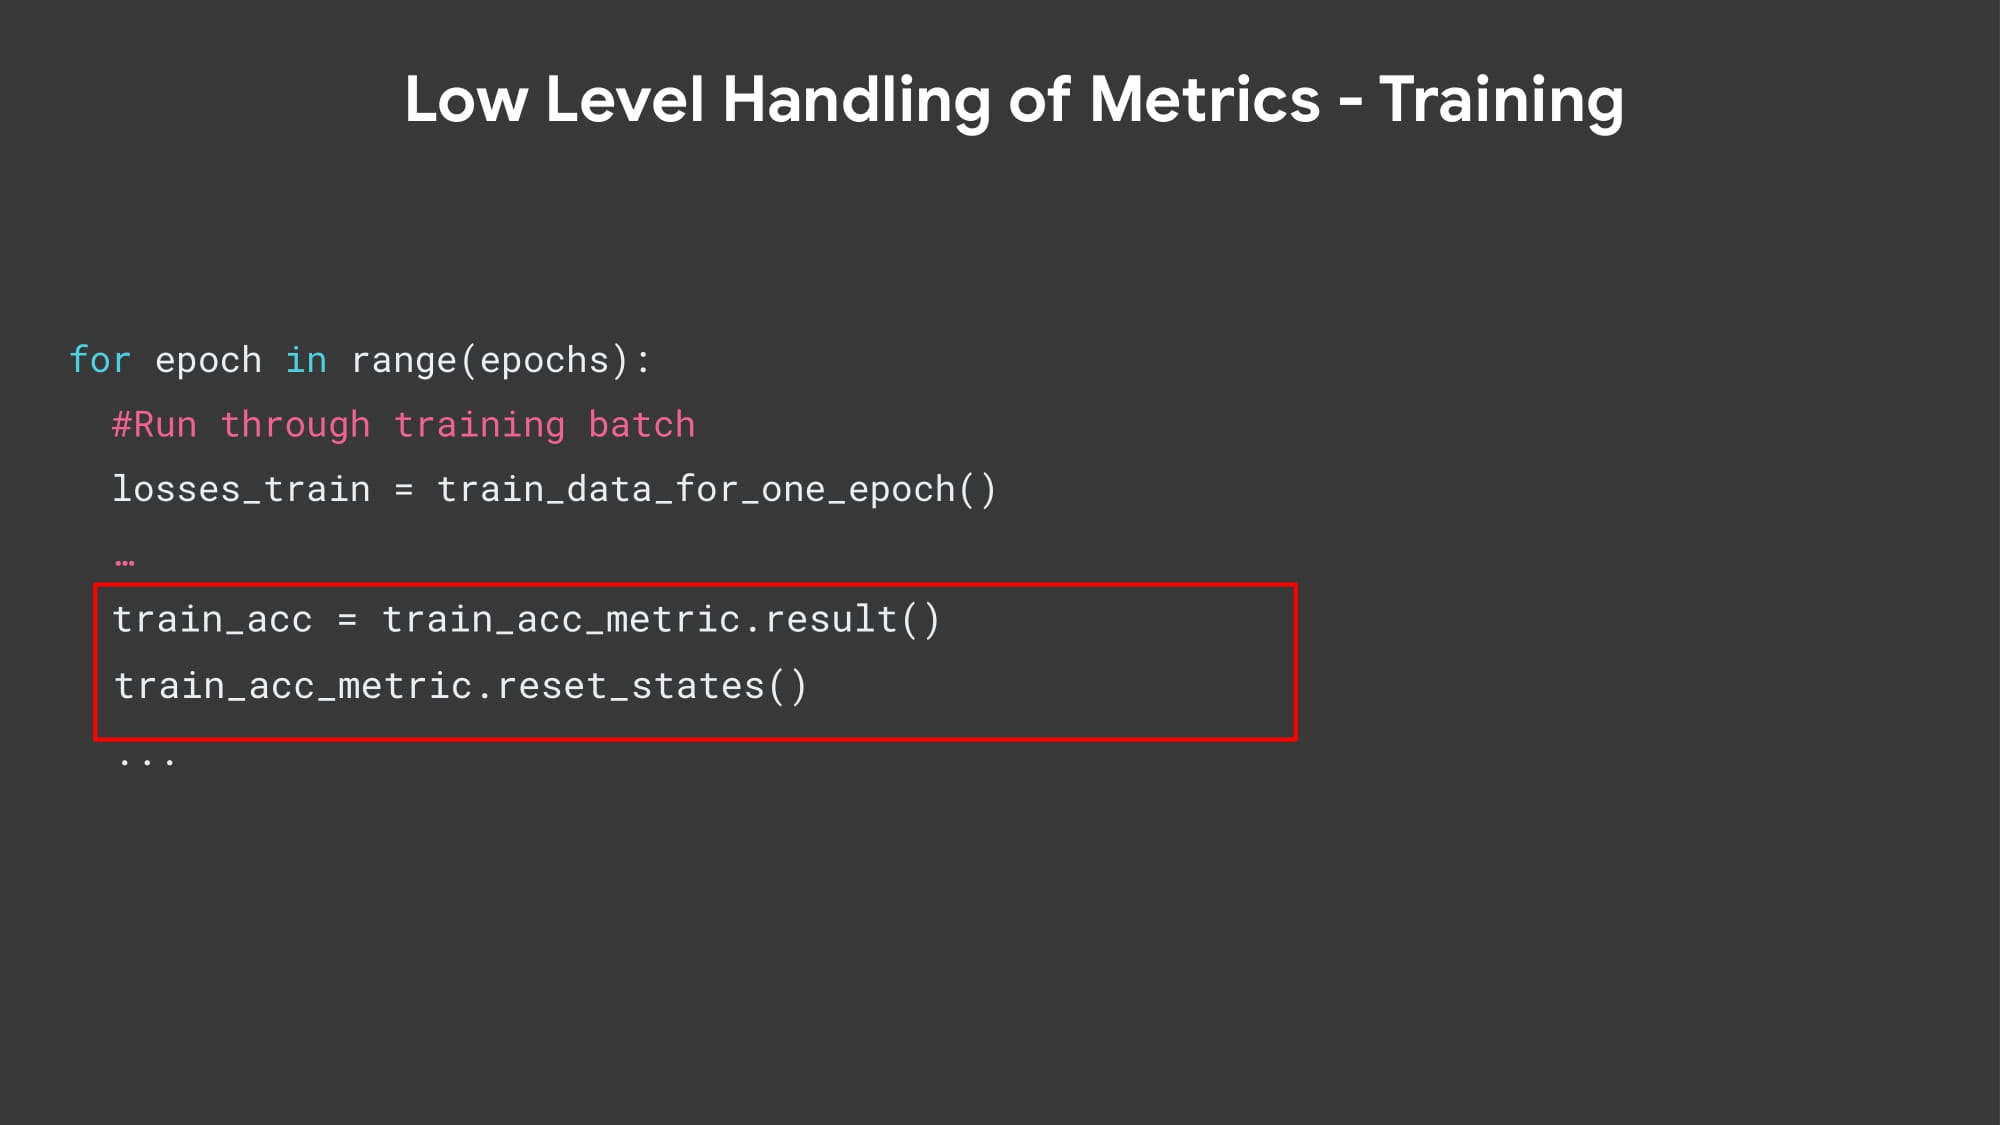 Low Level Handling of Metrics - Training
for epoch in range(epochs):
#Run through training batch
losses_train = train_data_for_one_epoch()
…
train_acc = train_acc_metric.result()
train_acc_metric.reset_states()
...